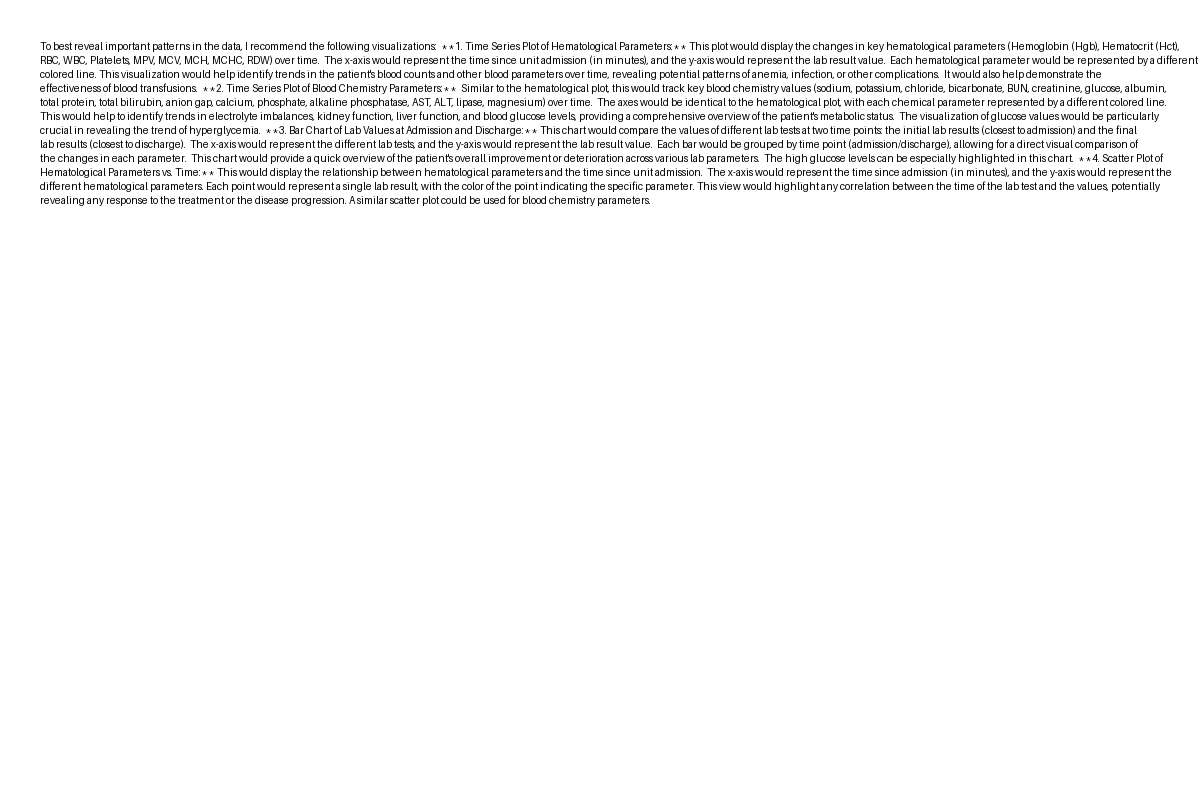 To best reveal important patterns in the data, I recommend the following visualizations:  **1. Time Series Plot of Hematological Parameters:** This plot would display the changes in key hematological parameters (Hemoglobin (Hgb), Hematocrit (Hct),
RBC, WBC, Platelets, MPV, MCV, MCH, MCHC, RDW) over time.  The x-axis would represent the time since unit admission (in minutes), and the y-axis would represent the lab result value.  Each hematological parameter would be represented by a different
colored line. This visualization would help identify trends in the patient's blood counts and other blood parameters over time, revealing potential patterns of anemia, infection, or other complications.  It would also help demonstrate the
effectiveness of blood transfusions.  **2. Time Series Plot of Blood Chemistry Parameters:**  Similar to the hematological plot, this would track key blood chemistry values (sodium, potassium, chloride, bicarbonate, BUN, creatinine, glucose, albumin,
total protein, total bilirubin, anion gap, calcium, phosphate, alkaline phosphatase, AST, ALT, lipase, magnesium) over time.  The axes would be identical to the hematological plot, with each chemical parameter represented by a different colored line.
This would help to identify trends in electrolyte imbalances, kidney function, liver function, and blood glucose levels, providing a comprehensive overview of the patient's metabolic status.  The visualization of glucose values would be particularly
crucial in revealing the trend of hyperglycemia.  **3. Bar Chart of Lab Values at Admission and Discharge:** This chart would compare the values of different lab tests at two time points: the initial lab results (closest to admission) and the final
lab results (closest to discharge).  The x-axis would represent the different lab tests, and the y-axis would represent the lab result value.  Each bar would be grouped by time point (admission/discharge), allowing for a direct visual comparison of
the changes in each parameter.  This chart would provide a quick overview of the patient's overall improvement or deterioration across various lab parameters.  The high glucose levels can be especially highlighted in this chart.  **4. Scatter Plot of
Hematological Parameters vs. Time:** This would display the relationship between hematological parameters and the time since unit admission.  The x-axis would represent the time since admission (in minutes), and the y-axis would represent the
different hematological parameters. Each point would represent a single lab result, with the color of the point indicating the specific parameter. This view would highlight any correlation between the time of the lab test and the values, potentially
revealing any response to the treatment or the disease progression. A similar scatter plot could be used for blood chemistry parameters.